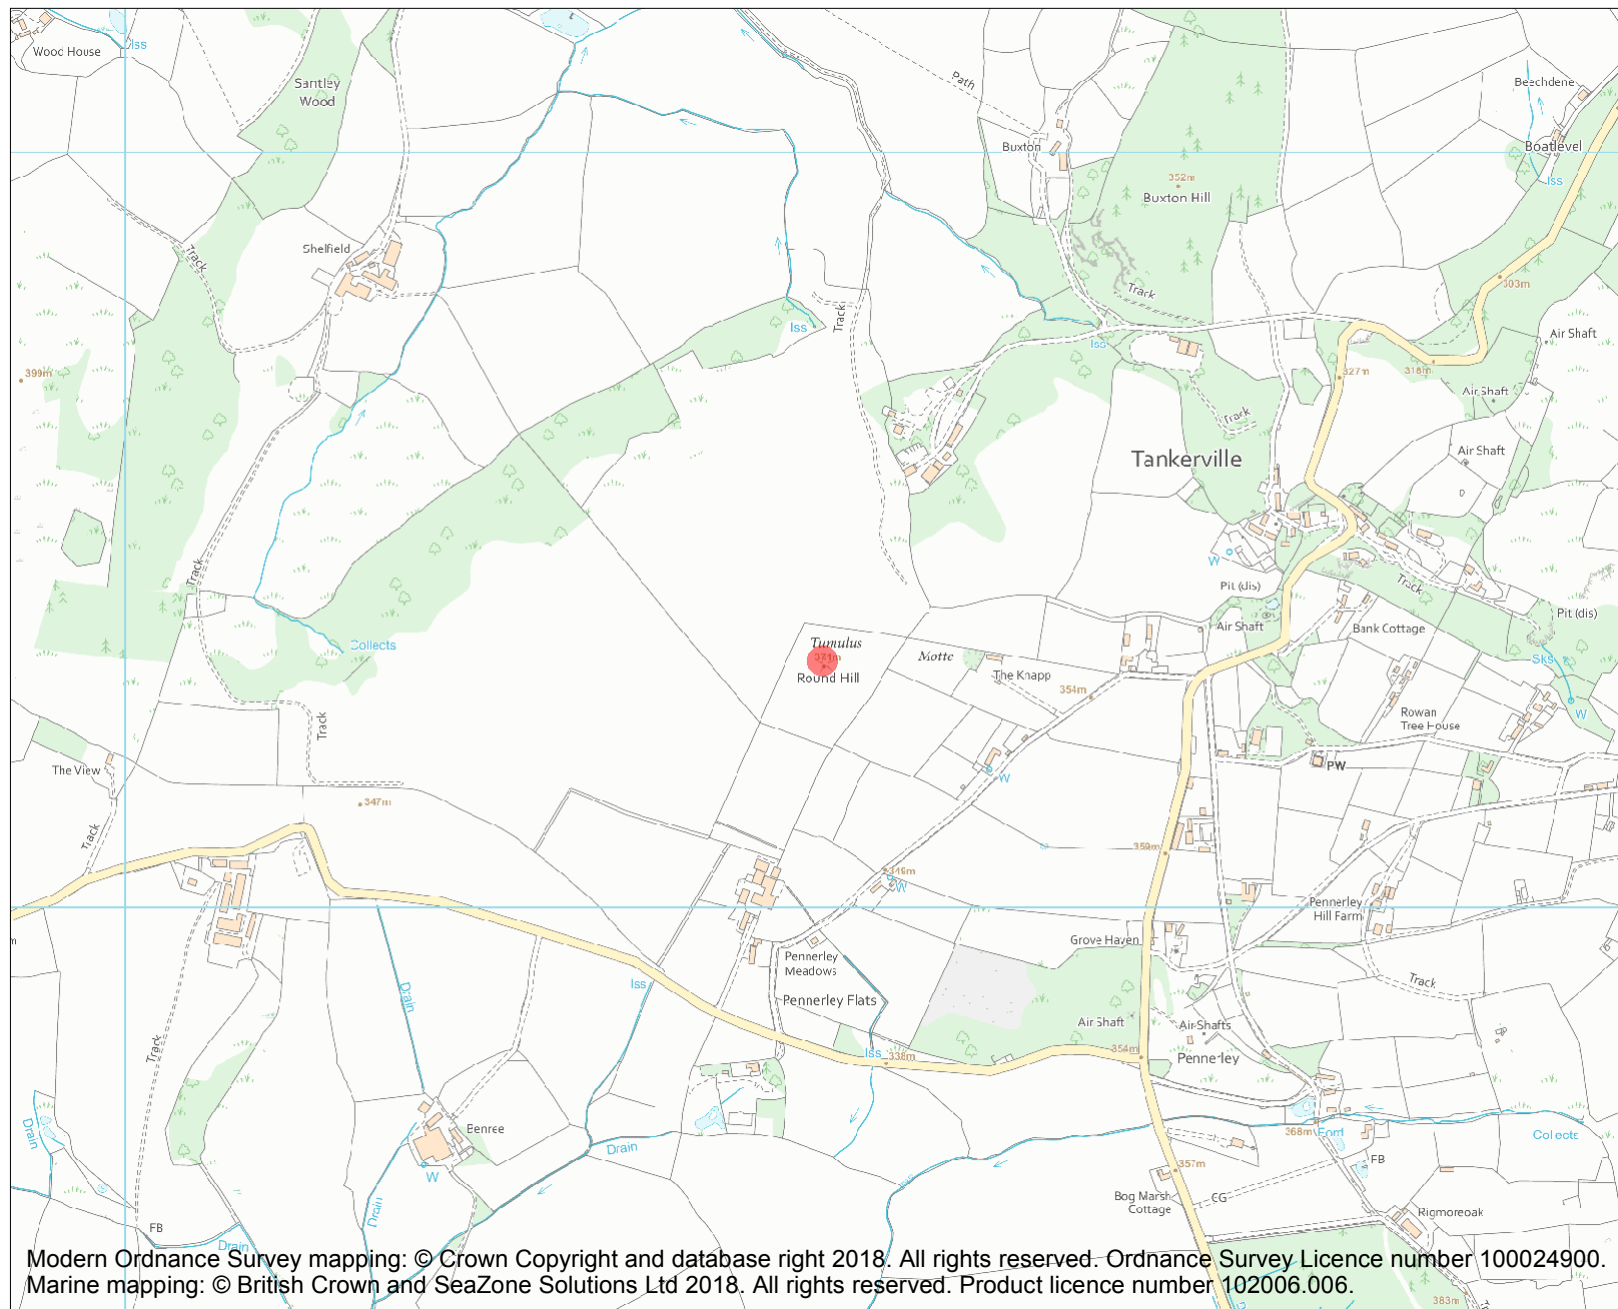 Wood House
Iss
Santley
Wood
Path
Beechdene
Buxton
Boatlevel
352m
Buxton Hill
Iss
Shelfield
Track
Track
303m
Iss
Track
Iss
Air Shaft
399m
327m
318m
Air Shaft
Track
Tankerville
Air Shaft
W
Track
Pit (dis)
Track
Pit (dis)
Air Shaft
Bank Cottage
Collects
Tumulus
Motte
Sks
371m
Round Hill
The Knapp
354m
W
Track
Rowan
Tree House
The View
W
PW
347m
Track
359m
349m
W
Pennerley
Hill Farm
m
Grove Haven
Pennerley
Meadows
Drain
Iss
Track
Pennerley Flats
Air Shaft
Air Shafts
Track
Iss
338m
354m
Pennerley
Drain
Drain
368m
Ford
Collects
W
FB
357m
Drain
Bog Marsh
Cottage
CG
Rigmoreoak
FB
Drain
Modern Ordnance Survey mapping: © Crown Copyright and database right 2018. All rights reserved. Ordnance Survey Licence number 100024900.
Marine mapping: © British Crown and SeaZone Solutions Ltd 2018. All rights reserved. Product licence number 102006.006.
383m